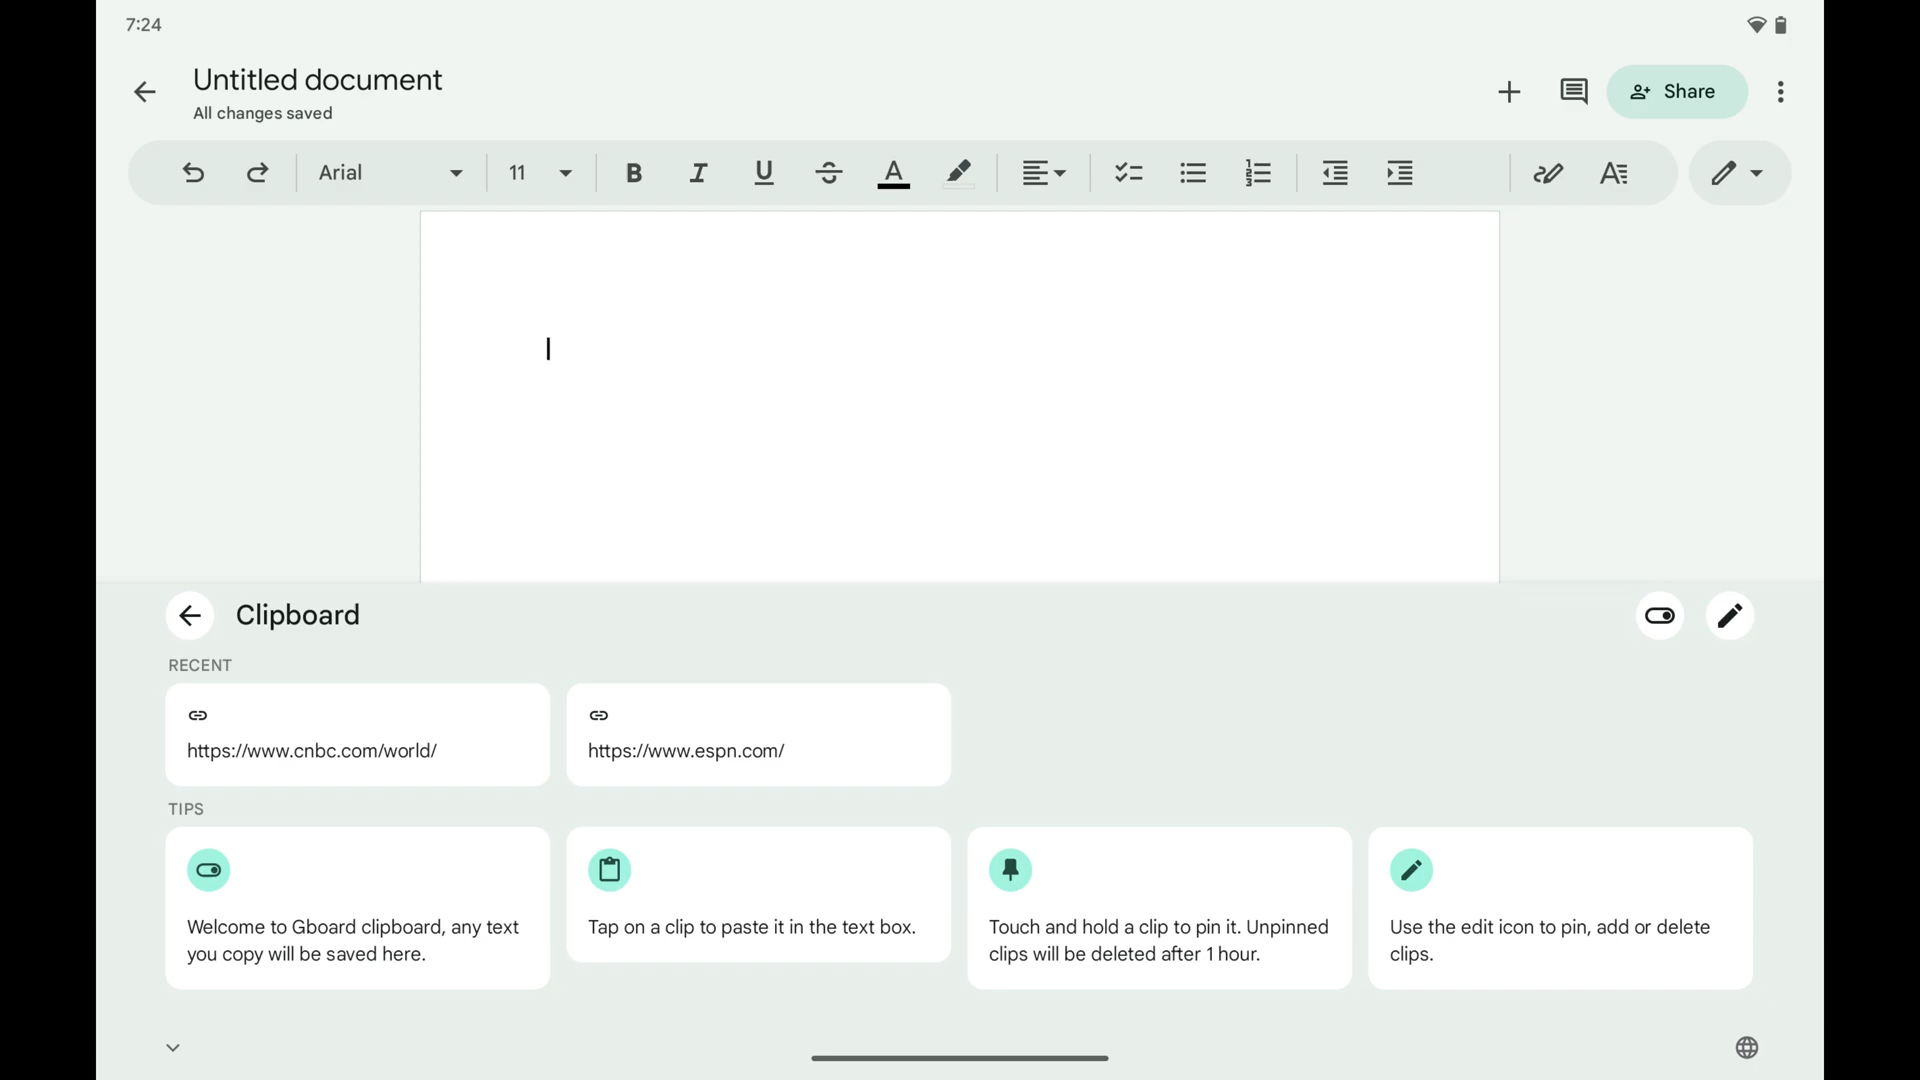 7:24
Untitled document
All changes saved
Share
Arial
11
B I U S A
Clipboard
RECENT
https://www.cnbc.com/world/
https://www.espn.com/
TIPS
Welcome to Gboard clipboard, any text
you copy will be saved here.
Tap on a clip to paste it in the text box.
Touch and hold a clip to pin it. Unpinned
clips will be deleted after 1 hour.
Use the edit icon to pin, add or delete
clips.